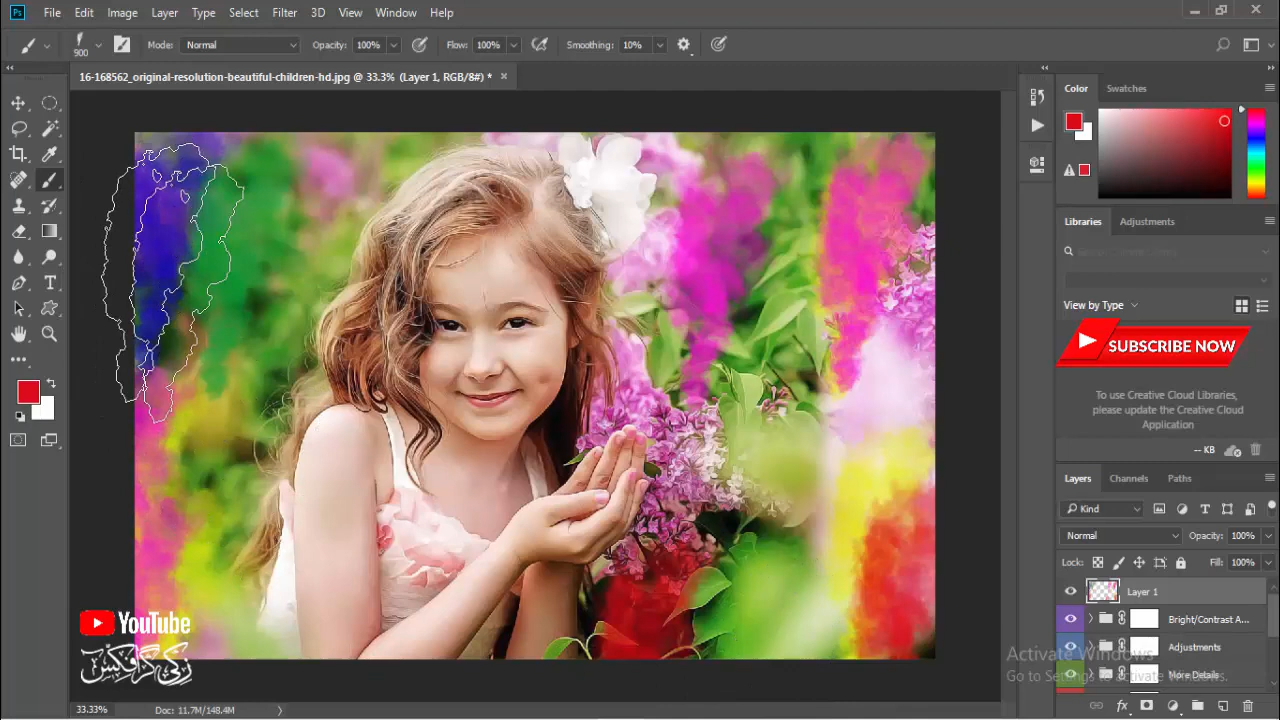 Ps File Edit Image Layer Type Select Filter 3D View Window Help
900 Mode: Normal Opacity: 100% Flow: 100% Smoothing: 10%
16-168562_original-resolution-beautiful-children-hd.jpg @ 33.3% (Layer 1, RGB/8#) *
Color Swatches
Libraries Adjustments
View by Type
SUBSCRIBE NOW
To use Creative Cloud Libraries,
please update the Creative Cloud
Application
-- KB
Layers Channels Paths
Kind
Normal Opacity: 100%
Lock: Fill: 100%
Layer 1
Bright/Contrast A...
Adjustments
More Details
Activate Windows
Go to Settings to activate Windows.
YouTube
زکی گرافکس
33.33% Doc: 11.7M/148.4M